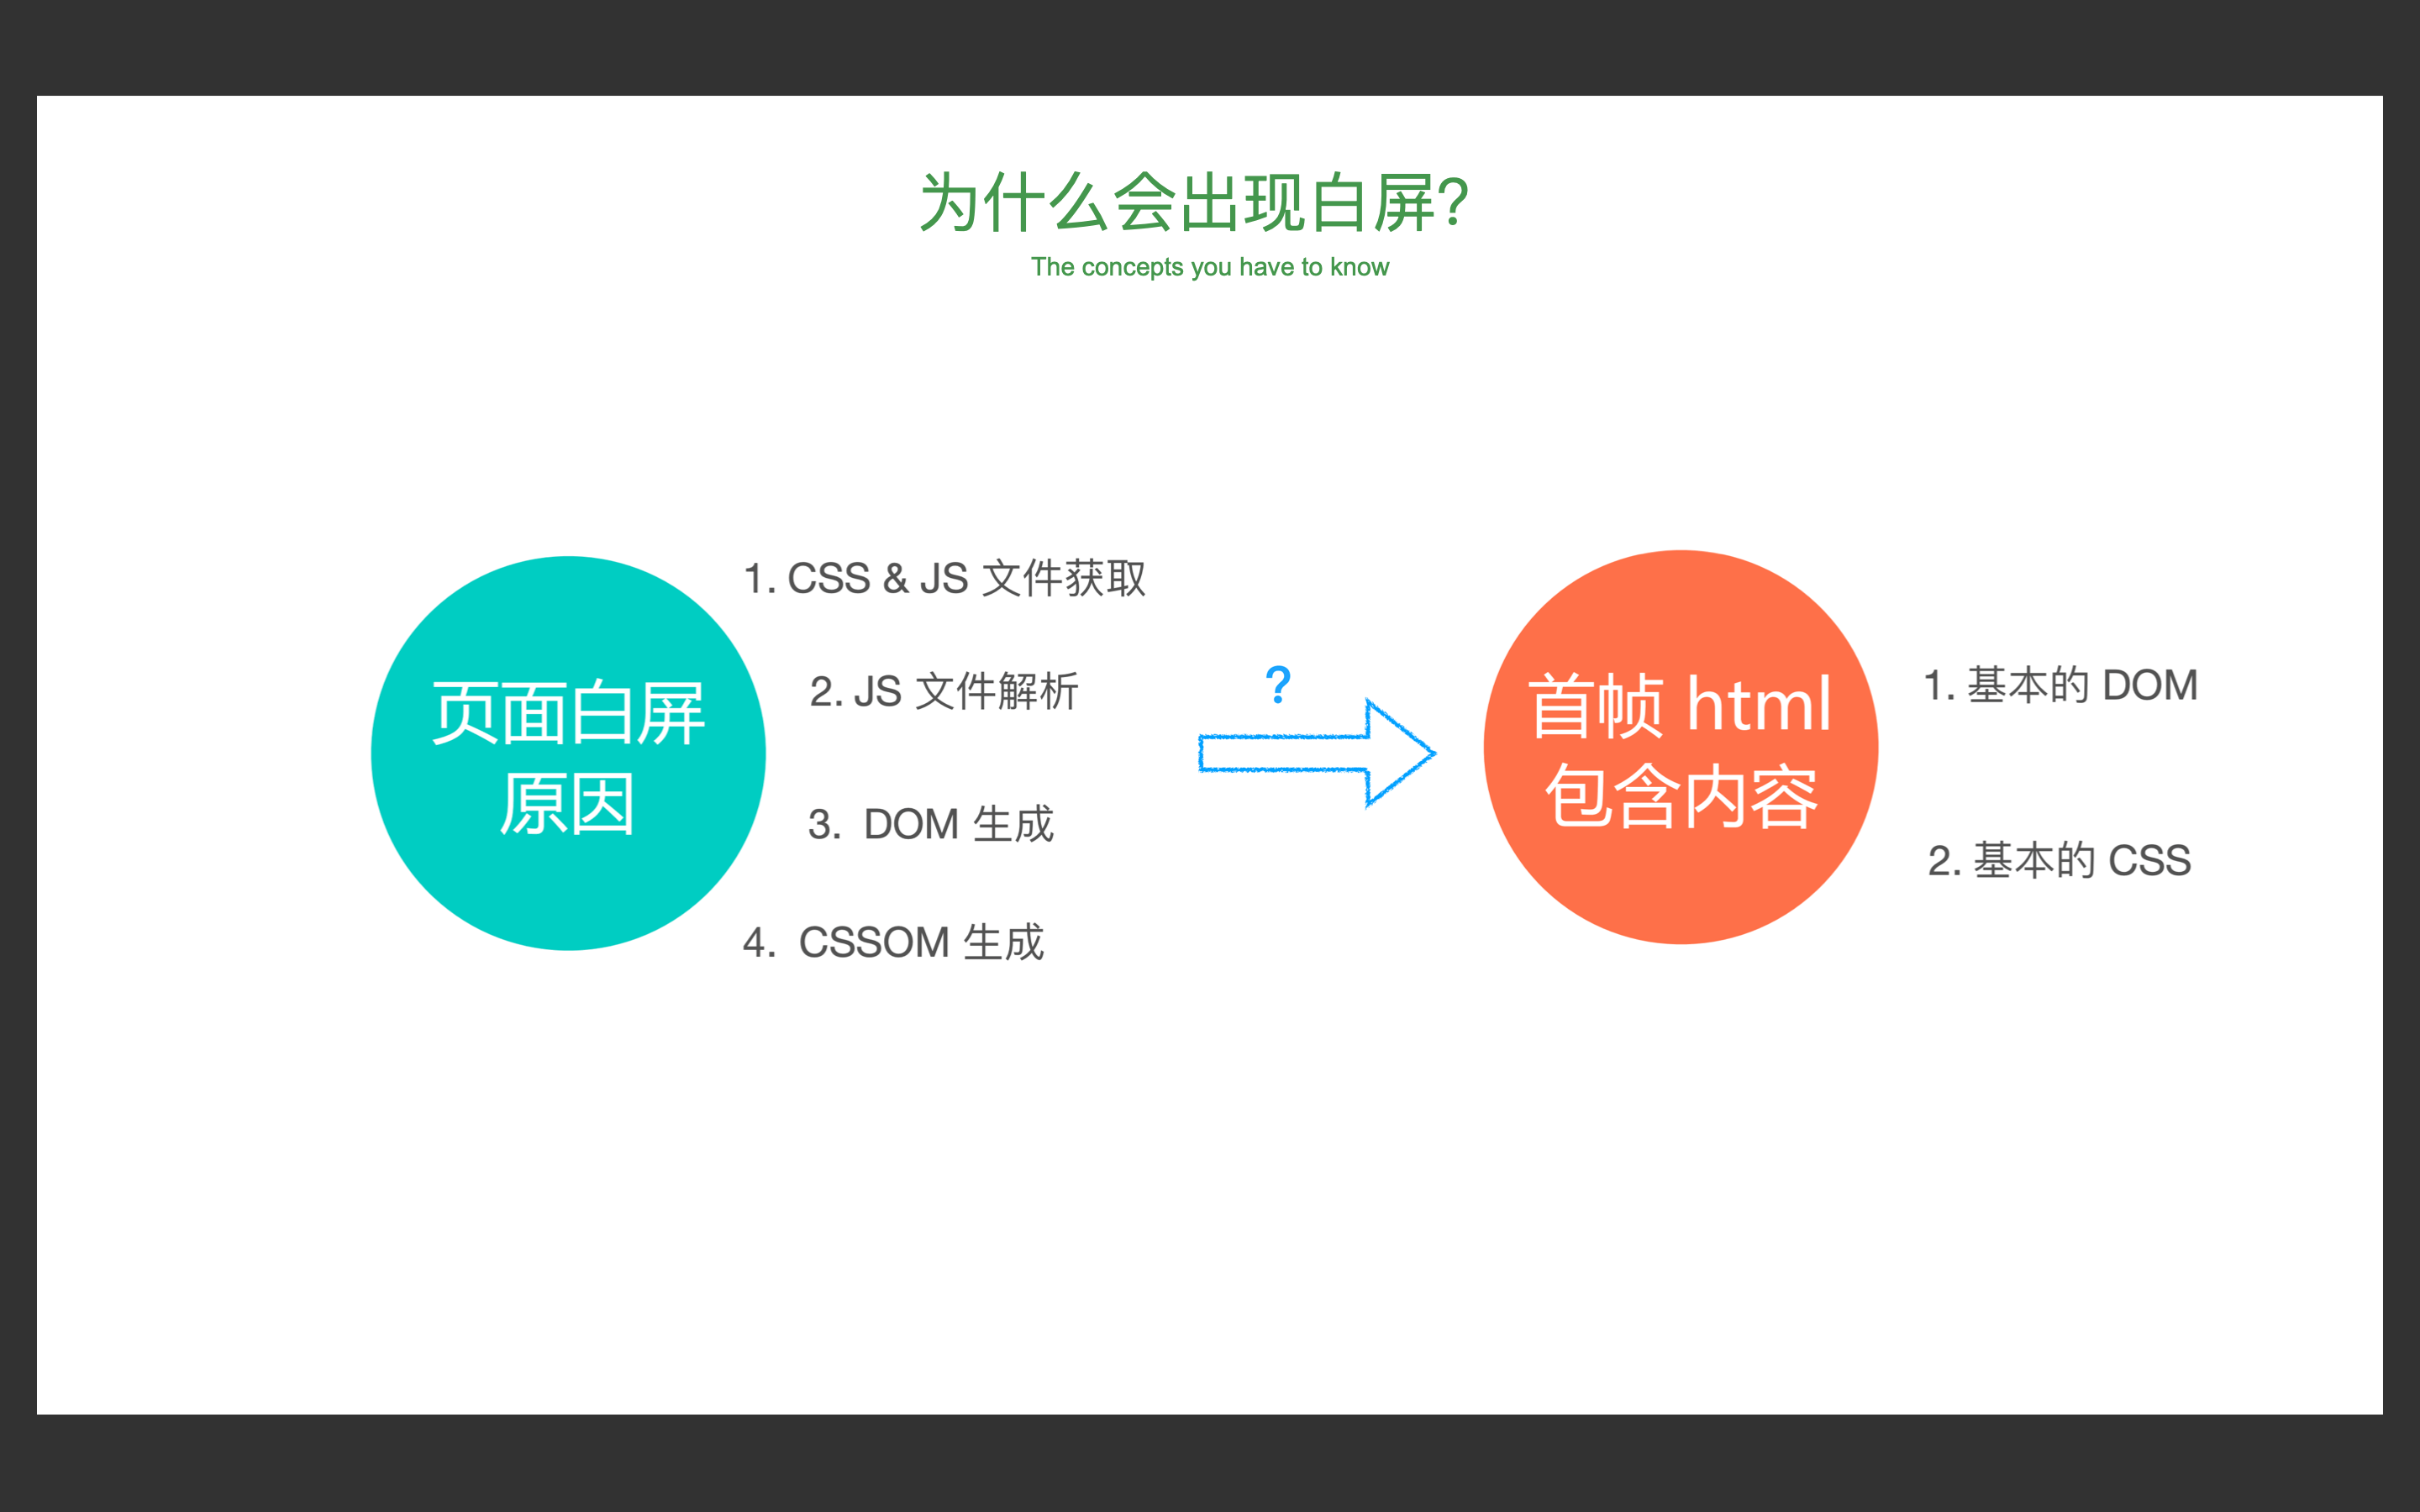 为什么会出现白屏?
The concepts you have to know
页面白屏
原因
1. CSS & JS 文件获取
2. JS 文件解析
3. DOM 生成
4. CSSOM 生成
?
首帧 html
包含内容
1. 基本的 DOM
2. 基本的 CSS